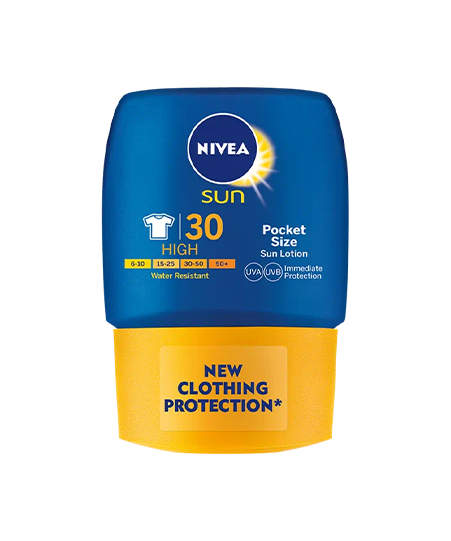 NIVEA
sun
30
HIGH
6-10 15-25 30-50 50+
Water Resistant
Pocket
Size
Sun Lotion
UVA UVB Immediate
Protection
NEW
CLOTHING
PROTECTION*